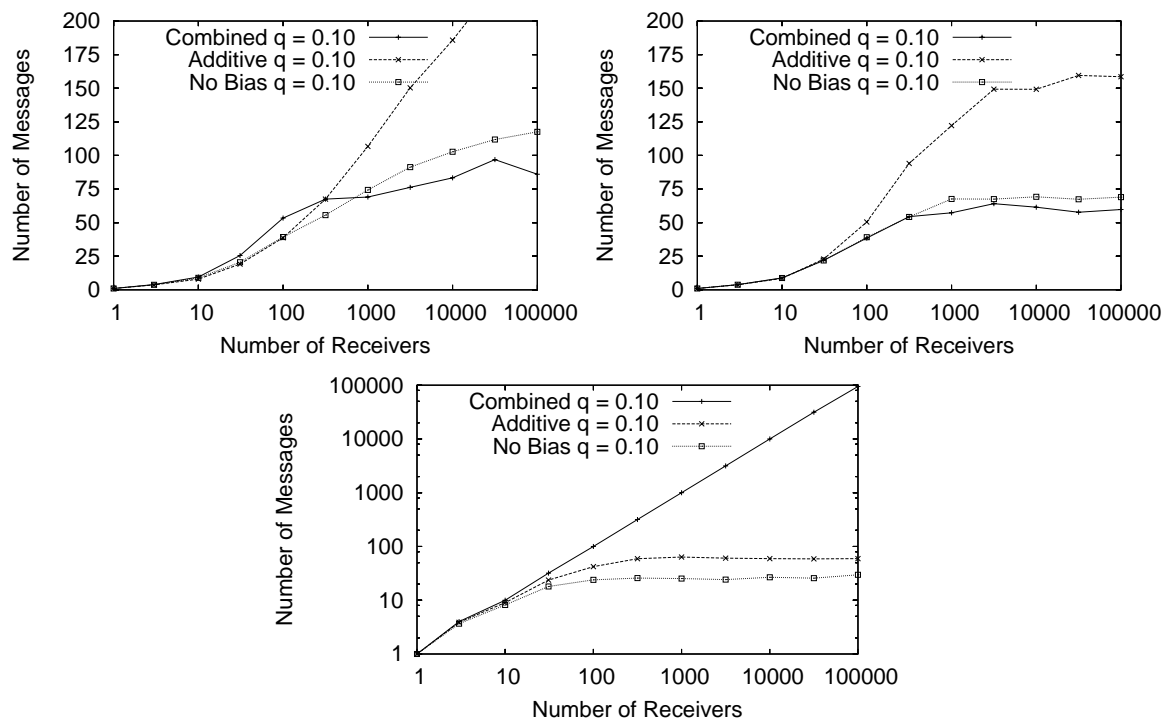 Number of Messages
200
175
150
125
100
75
50
25
0
Combined q = 0.10
Additive q = 0.10
No Bias q = 0.10
1 10 100 1000 10000 100000
Number of Receivers
Number of Messages
200
175
150
125
100
75
50
25
0
Combined q = 0.10
Additive q = 0.10
No Bias q = 0.10
1 10 100 1000 10000 100000
Number of Receivers
Number of Messages
100000
10000
1000
100
10
1
Combined q = 0.10
Additive q = 0.10
No Bias q = 0.10
1 10 100 1000 10000 100000
Number of Receivers